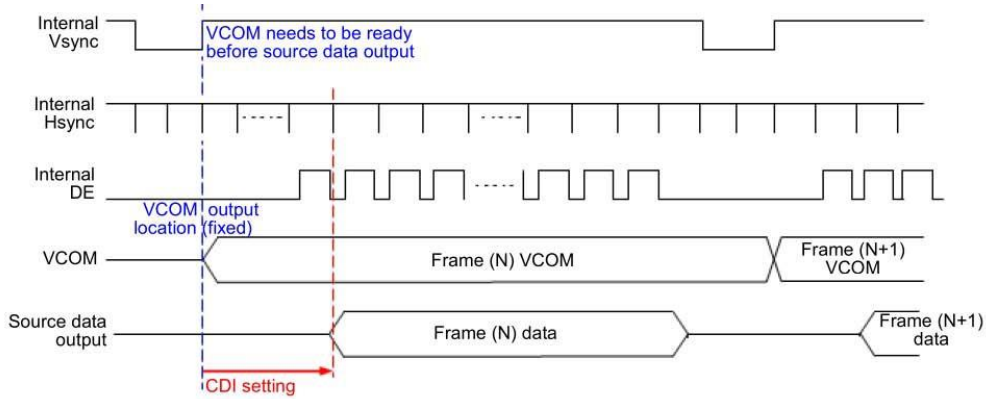 Internal
Vsync
VCOM needs to be ready
before source data output
Internal
Hsync
Internal
DE
VCOM output
location (fixed)
VCOM
Frame (N) VCOM
Frame (N+1)
VCOM
Source data
output
Frame (N) data
Frame (N+1)
data
CDI setting